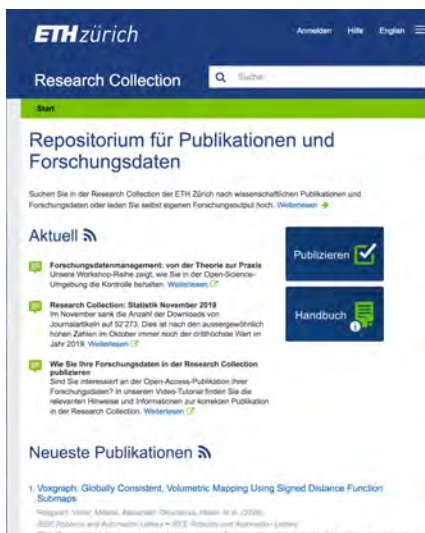 ETH zürich
Anmelden Hilfe English
Research Collection
Suche
Start
Repositorium für Publikationen und
Forschungsdaten
Suchen Sie in der Research Collection der ETH Zürich nach wissenschaftlichen Publikationen und
Forschungsdaten oder laden Sie selbst eigenen Forschungsoutput hoch. Weiterlesen
Aktuell
Forschungsdatenmanagement: von der Theorie zur Praxis
Unsere Workshop-Reihe zeigt, wie Sie in der Open-Science-
Umgebung die Kontrolle behalten. Weiterlesen
Research Collection: Statistik November 2019
Im November sank die Anzahl der Downloads von
Journalartikeln auf 52'273. Dies ist nach den aussergewöhnlich
hohen Zahlen im Oktober immer noch der dritthöchste Wert im
Jahr 2019. Weiterlesen
Wie Sie Ihre Forschungsdaten in der Research Collection
publizieren
Sind Sie interessiert an der Open-Access-Publikation Ihrer
Forschungsdaten? In unserem Video-Tutorial finden Sie die
relevanten Hinweise und Informationen zur korrekten Publikation
in der Research Collection. Weiterlesen
Publizieren
Handbuch
Neueste Publikationen
1. Voxgraph: Globally Consistent, Volumetric Mapping Using Signed Distance Function
Submaps
IEEE Robotics and Automation Letters ~ IEEE Robotics and Automation Letters